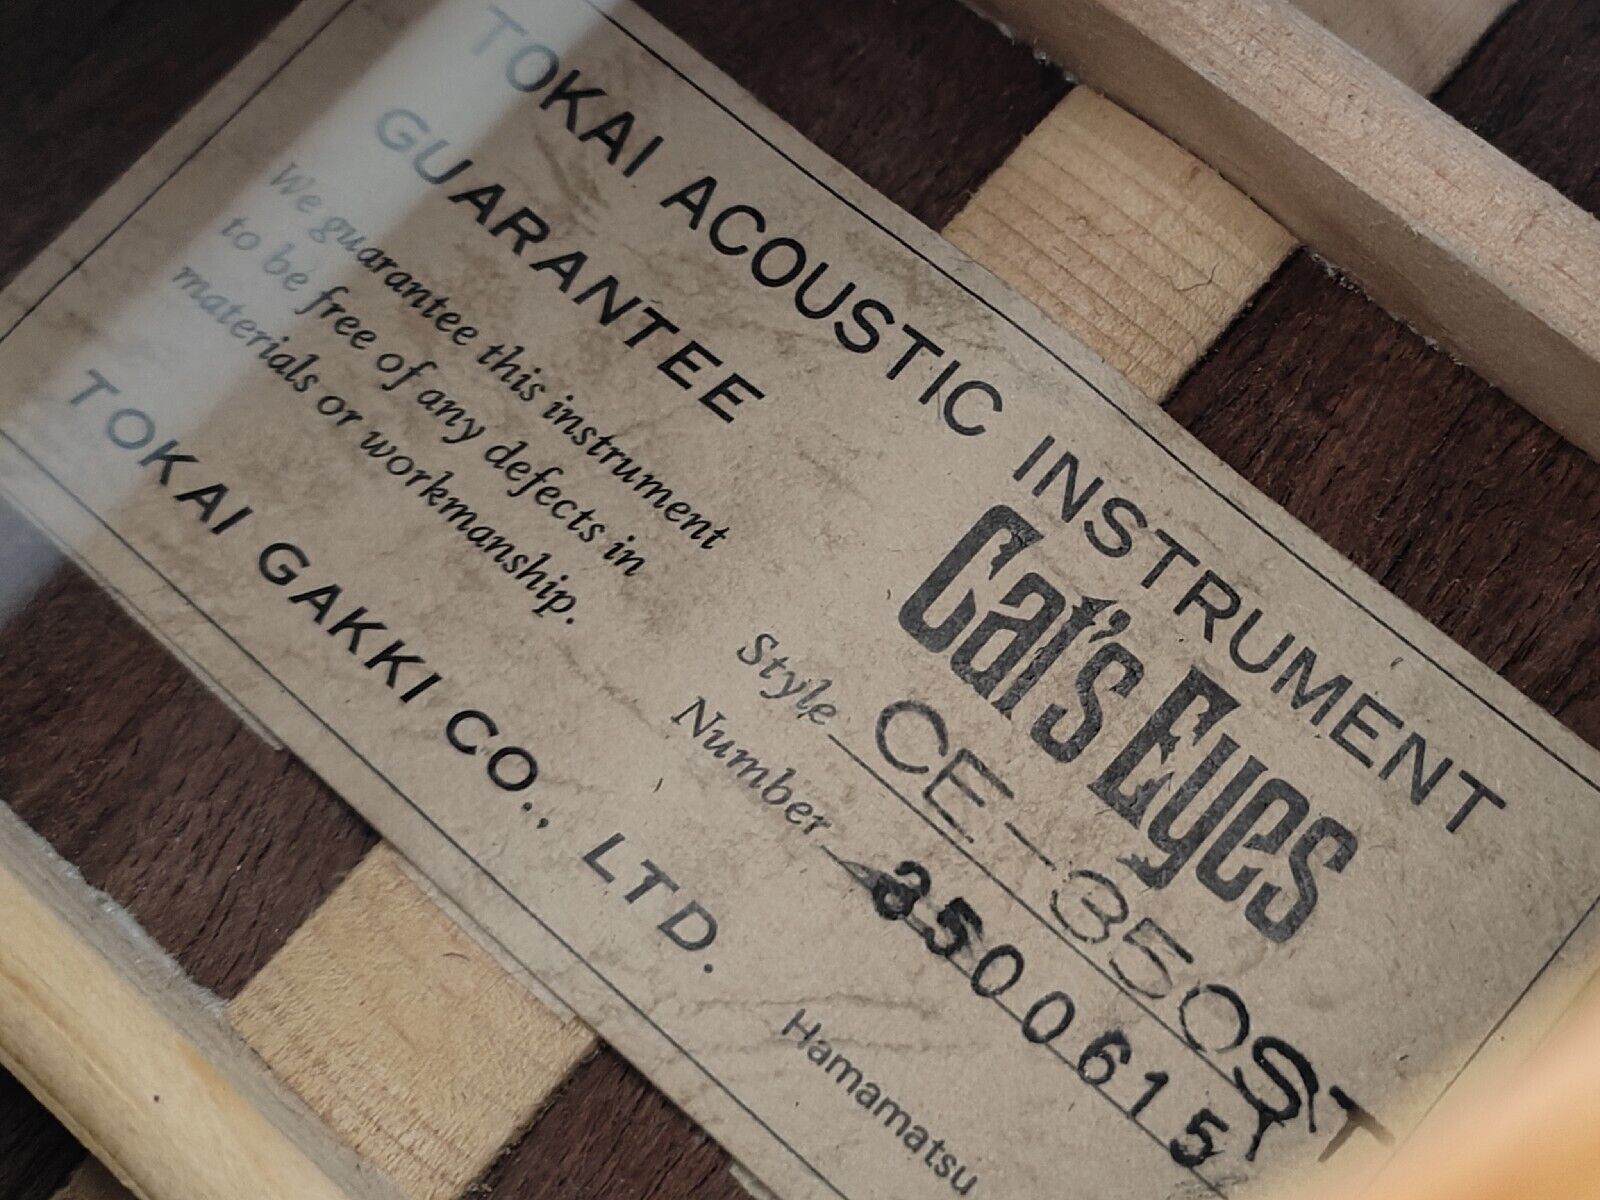 TOKAI ACOUSTIC INSTRUMENT
GUARANTEE
We guarantee this instrument
to be free of any defects in
materials or workmanship.
TOKAI GAKKI CO., LTD.
Cat's Eyes
Style CE-350ST
Number 3500615
Hamamatsu